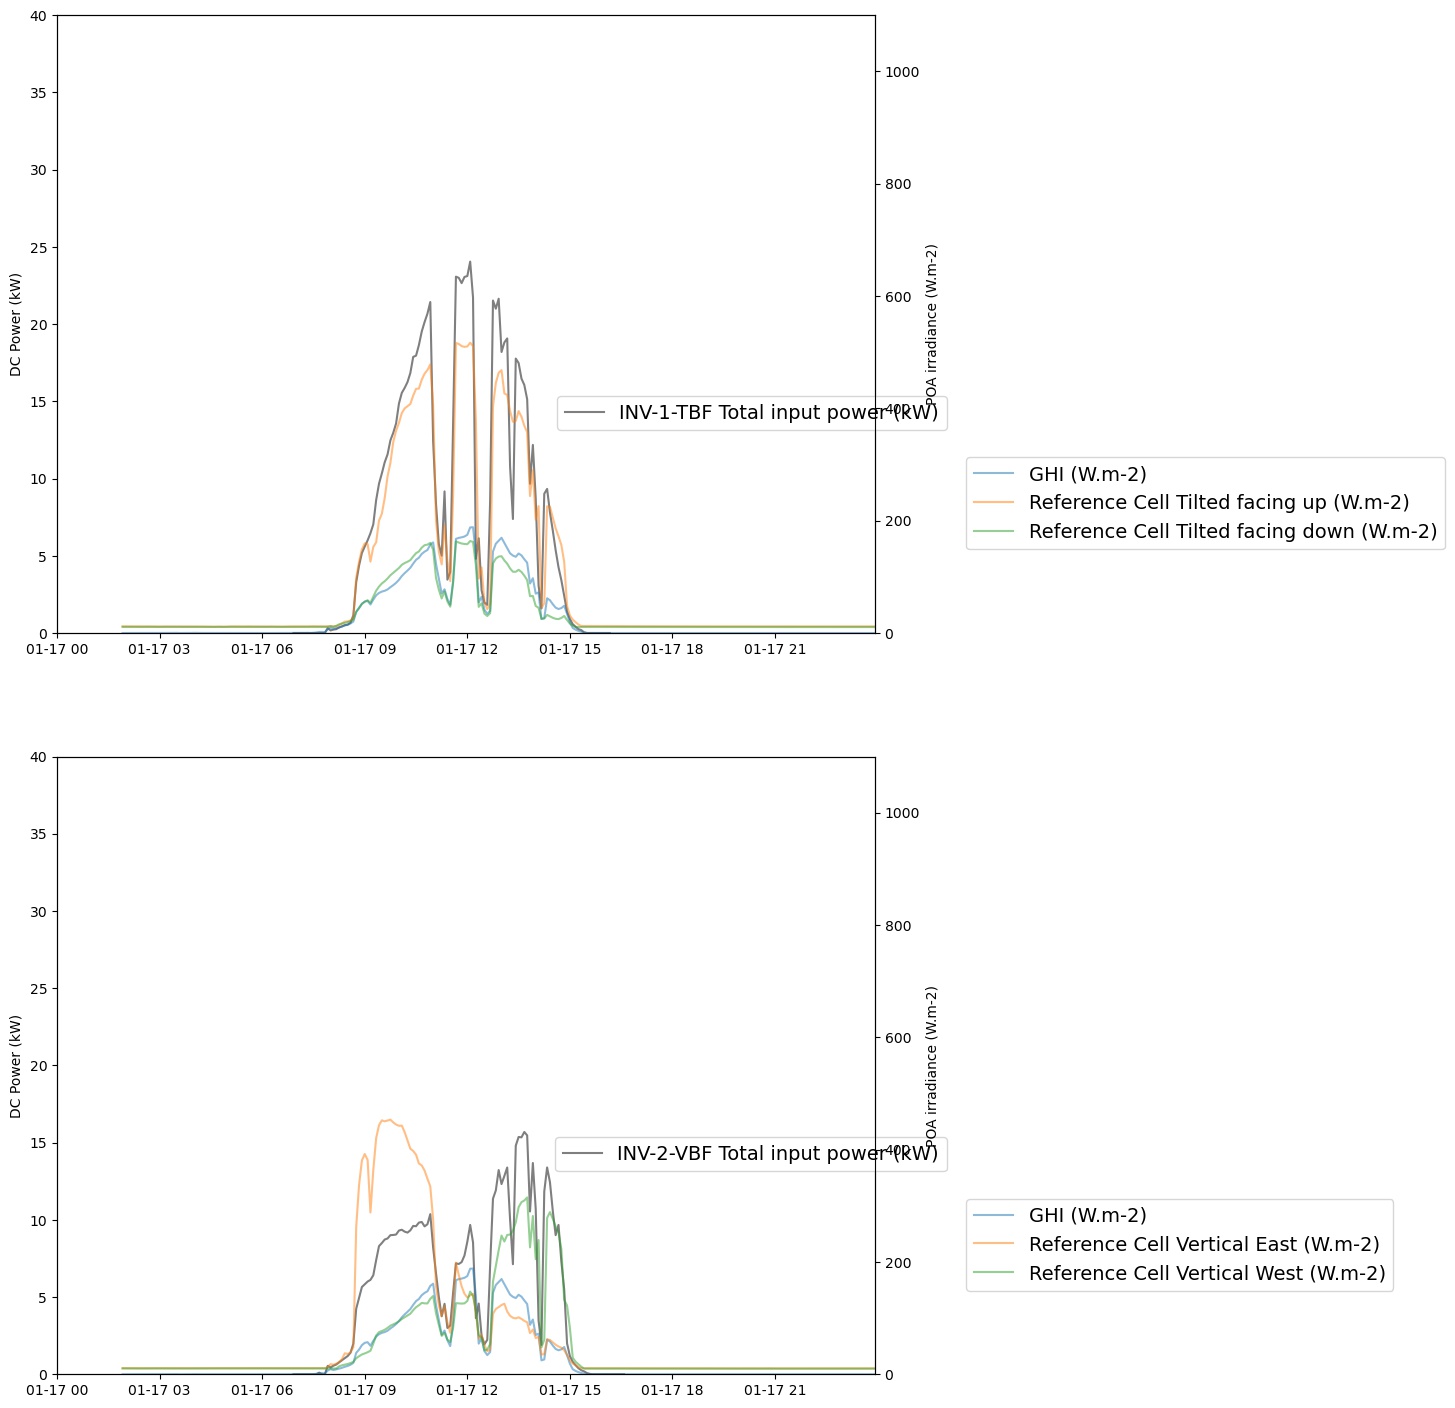 40
35
30
25
20
15
10
5
0
DC Power (kW)
1000
800
600
400
200
0
POA irradiance (W.m-2)
INV-1-TBF Total input power (kW)
GHI (W.m-2)
Reference Cell Tilted facing up (W.m-2)
Reference Cell Tilted facing down (W.m-2)
01-17 00 01-17 03 01-17 06 01-17 09 01-17 12 01-17 15 01-17 18 01-17 21
40
35
30
25
20
15
10
5
0
DC Power (kW)
1000
800
600
400
200
0
POA irradiance (W.m-2)
INV-2-VBF Total input power (kW)
GHI (W.m-2)
Reference Cell Vertical East (W.m-2)
Reference Cell Vertical West (W.m-2)
01-17 00 01-17 03 01-17 06 01-17 09 01-17 12 01-17 15 01-17 18 01-17 21